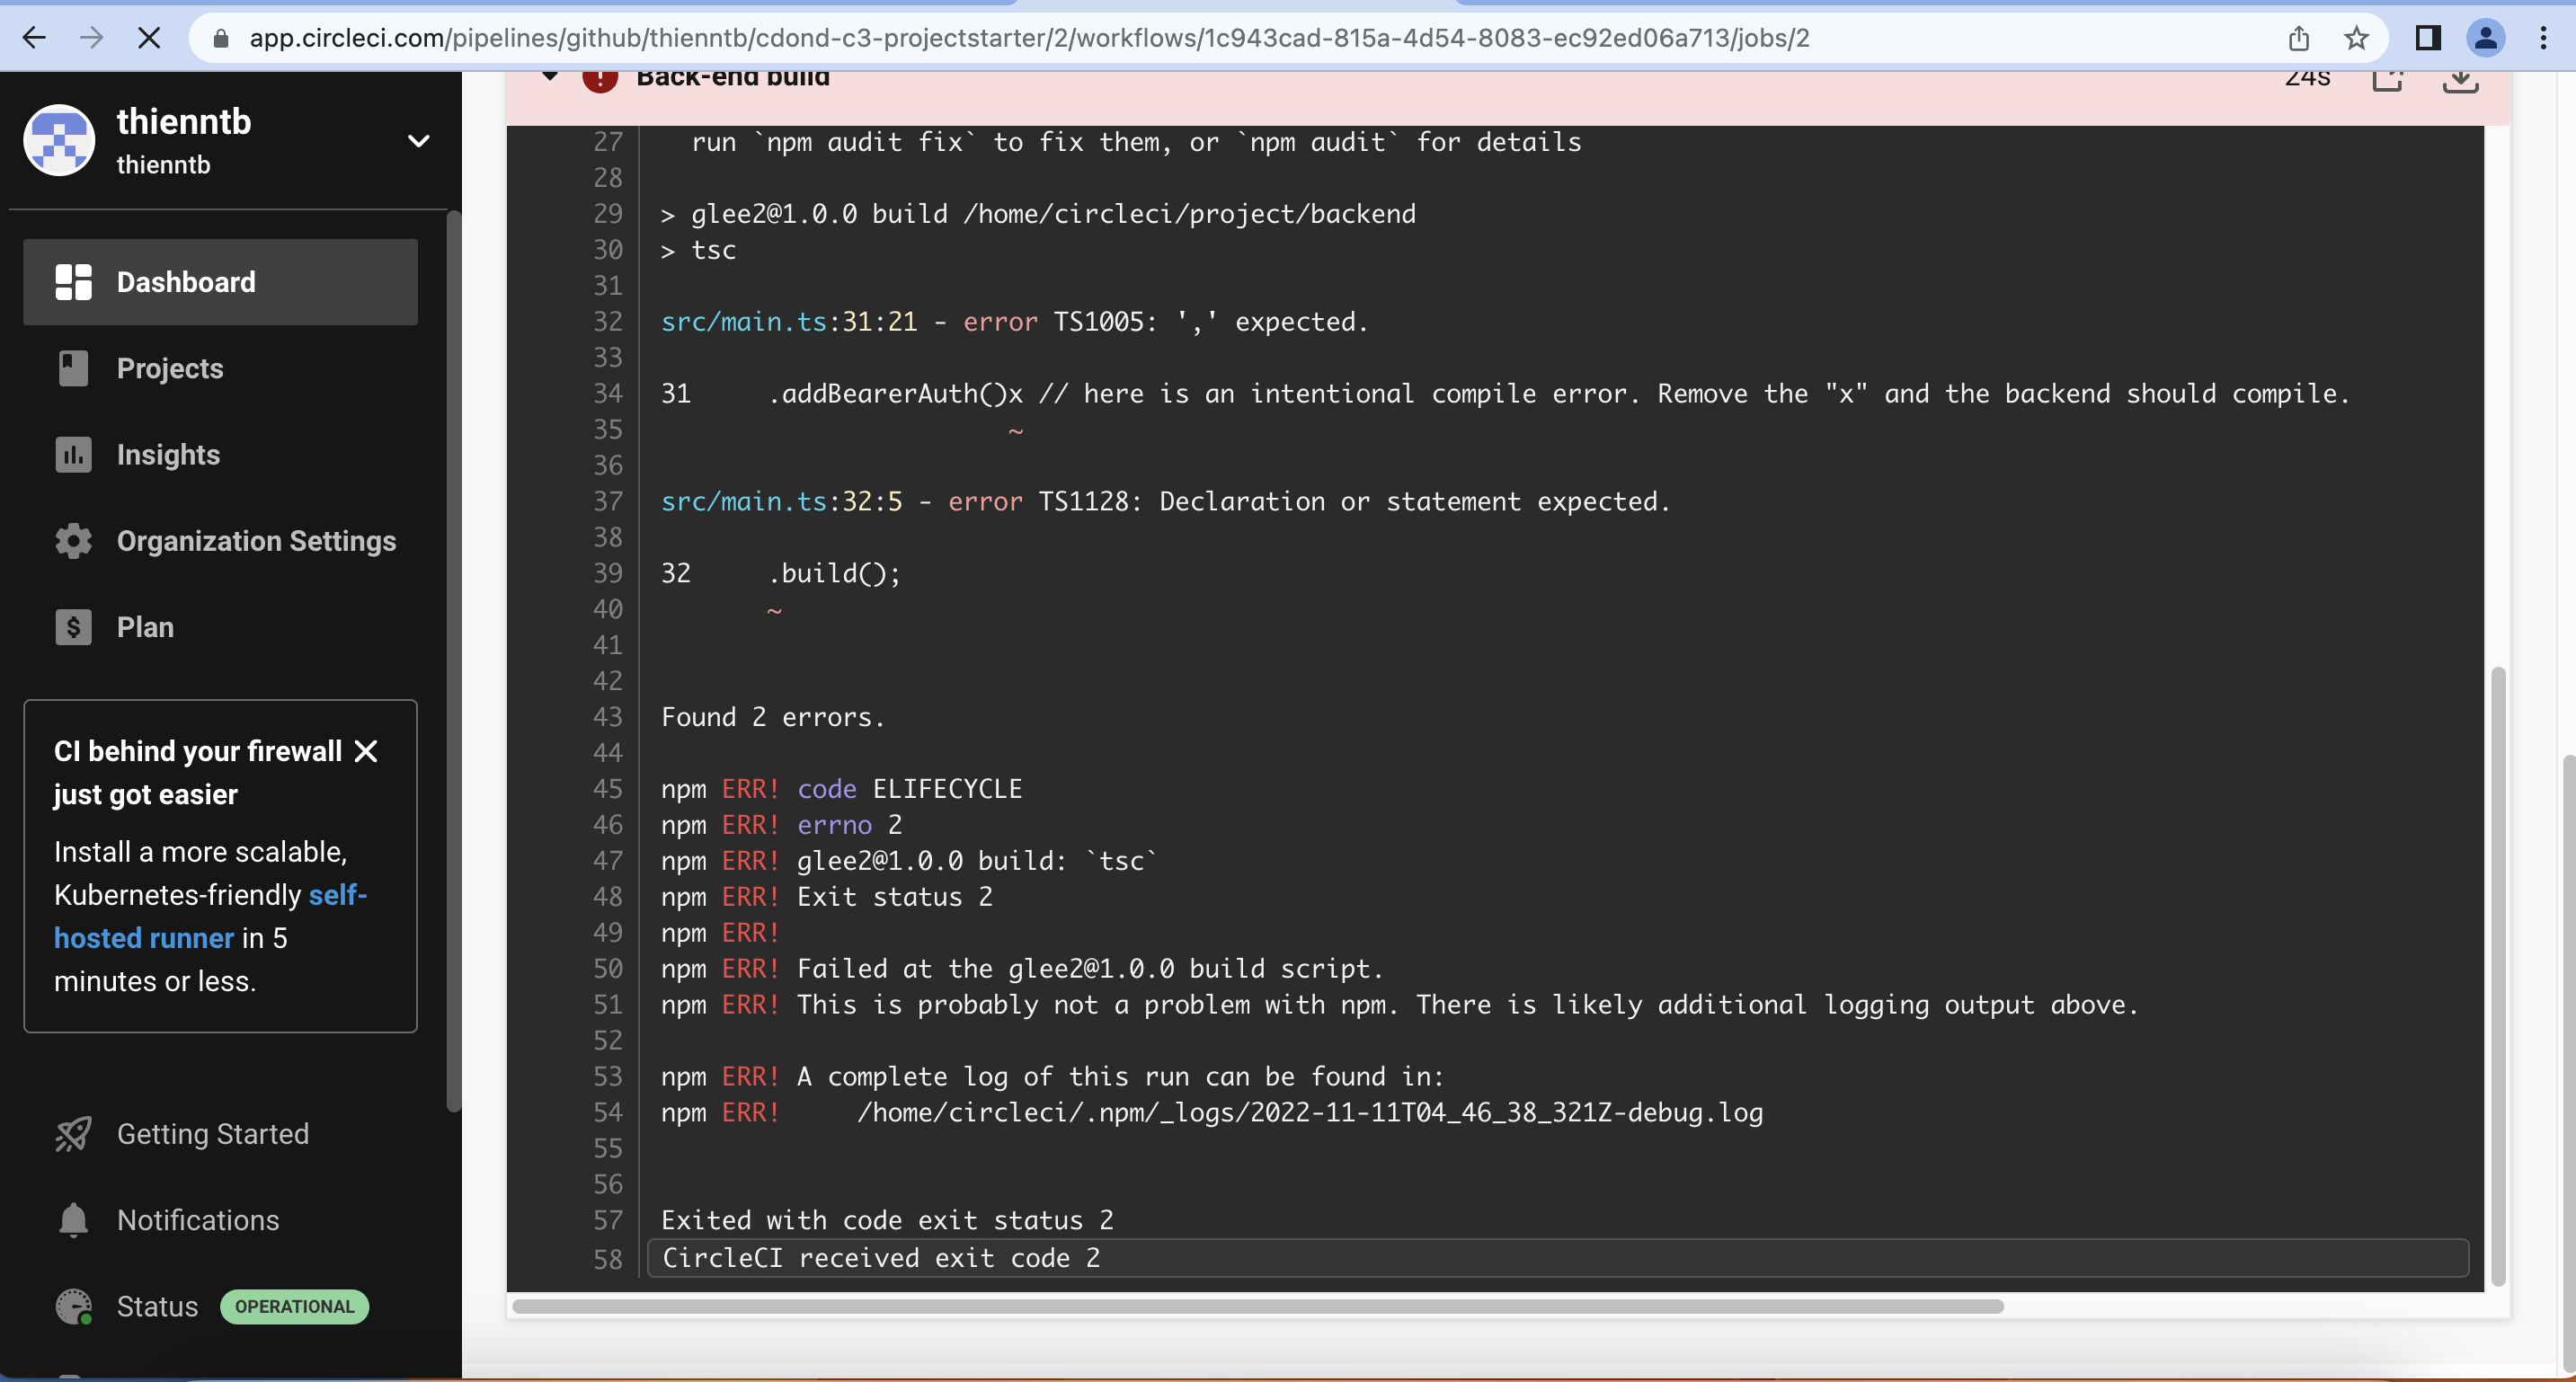 app.circleci.com/pipelines/github/thienntb/cdond-c3-projectstarter/2/workflows/1c943cad-815a-4d54-8083-ec92ed06a713/jobs/2
thienntb
thienntb
Dashboard
Projects
Insights
Organization Settings
$ Plan
CI behind your firewall
just got easier
Install a more scalable,
Kubernetes-friendly self-
hosted runner in 5
minutes or less.
Getting Started
Notifications
Status OPERATIONAL
Back-end build 24s
27 run `npm audit fix` to fix them, or `npm audit` for details
28
29 > glee2@1.0.0 build /home/circleci/project/backend
30 > tsc
31
32 src/main.ts:31:21 - error TS1005: ',' expected.
33
34 31     .addBearerAuth()x // here is an intentional compile error. Remove the "x" and the backend should compile.
35 ~
36
37 src/main.ts:32:5 - error TS1128: Declaration or statement expected.
38
39 32     .build();
40 ~
41
42
43 Found 2 errors.
44
45 npm ERR! code ELIFECYCLE
46 npm ERR! errno 2
47 npm ERR! glee2@1.0.0 build: `tsc`
48 npm ERR! Exit status 2
49 npm ERR!
50 npm ERR! Failed at the glee2@1.0.0 build script.
51 npm ERR! This is probably not a problem with npm. There is likely additional logging output above.
52
53 npm ERR! A complete log of this run can be found in:
54 npm ERR!     /home/circleci/.npm/_logs/2022-11-11T04_46_38_321Z-debug.log
55
56
57 Exited with code exit status 2
58 CircleCI received exit code 2